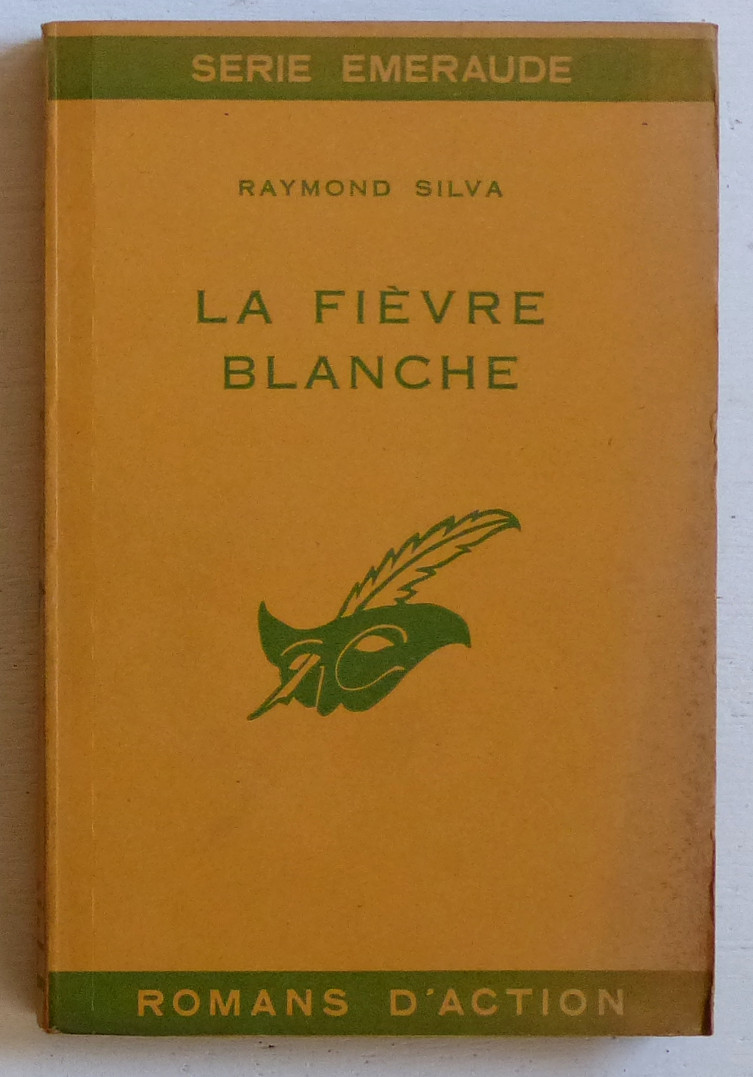 SERIE EMERAUDE
RAYMOND SILVA
LA FIÈVRE
BLANCHE
ROMANS D'ACTION